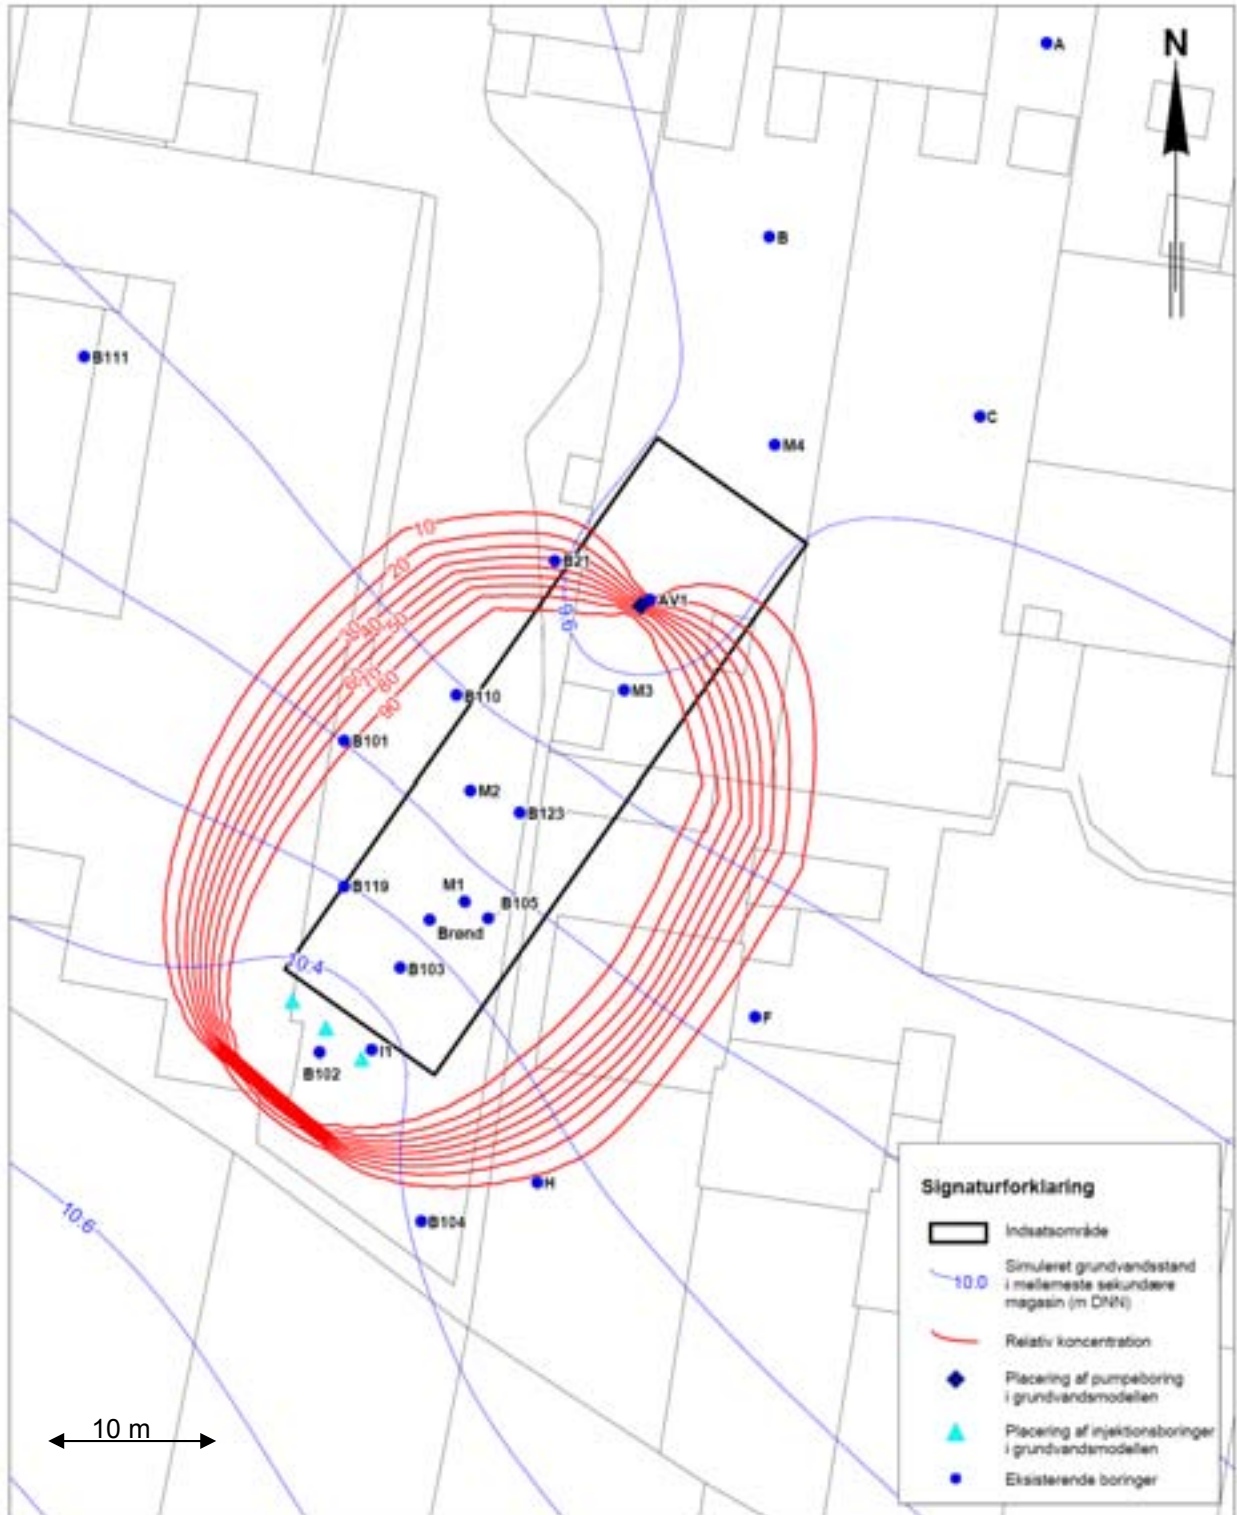 A
N
B
B111
C
M4
10
20
B21
AV1
9.6
30
40
50
60
70
80
90
B110
M3
B101
M2
B123
B119
M1
B105
Brønd
10.4
B103
F
I1
B102
H
B104
10.6
10 m
Signaturforklaring
Indsatsområde
Simuleret grundvandsstand
i mellemeste sekundære
magasin (m DNN)
10.0
Relativ koncentration
Placering af pumpeboring
i grundvandsmodellen
Placering af injektionsboringer
i grundvandsmodellen
Eksisterende boringer